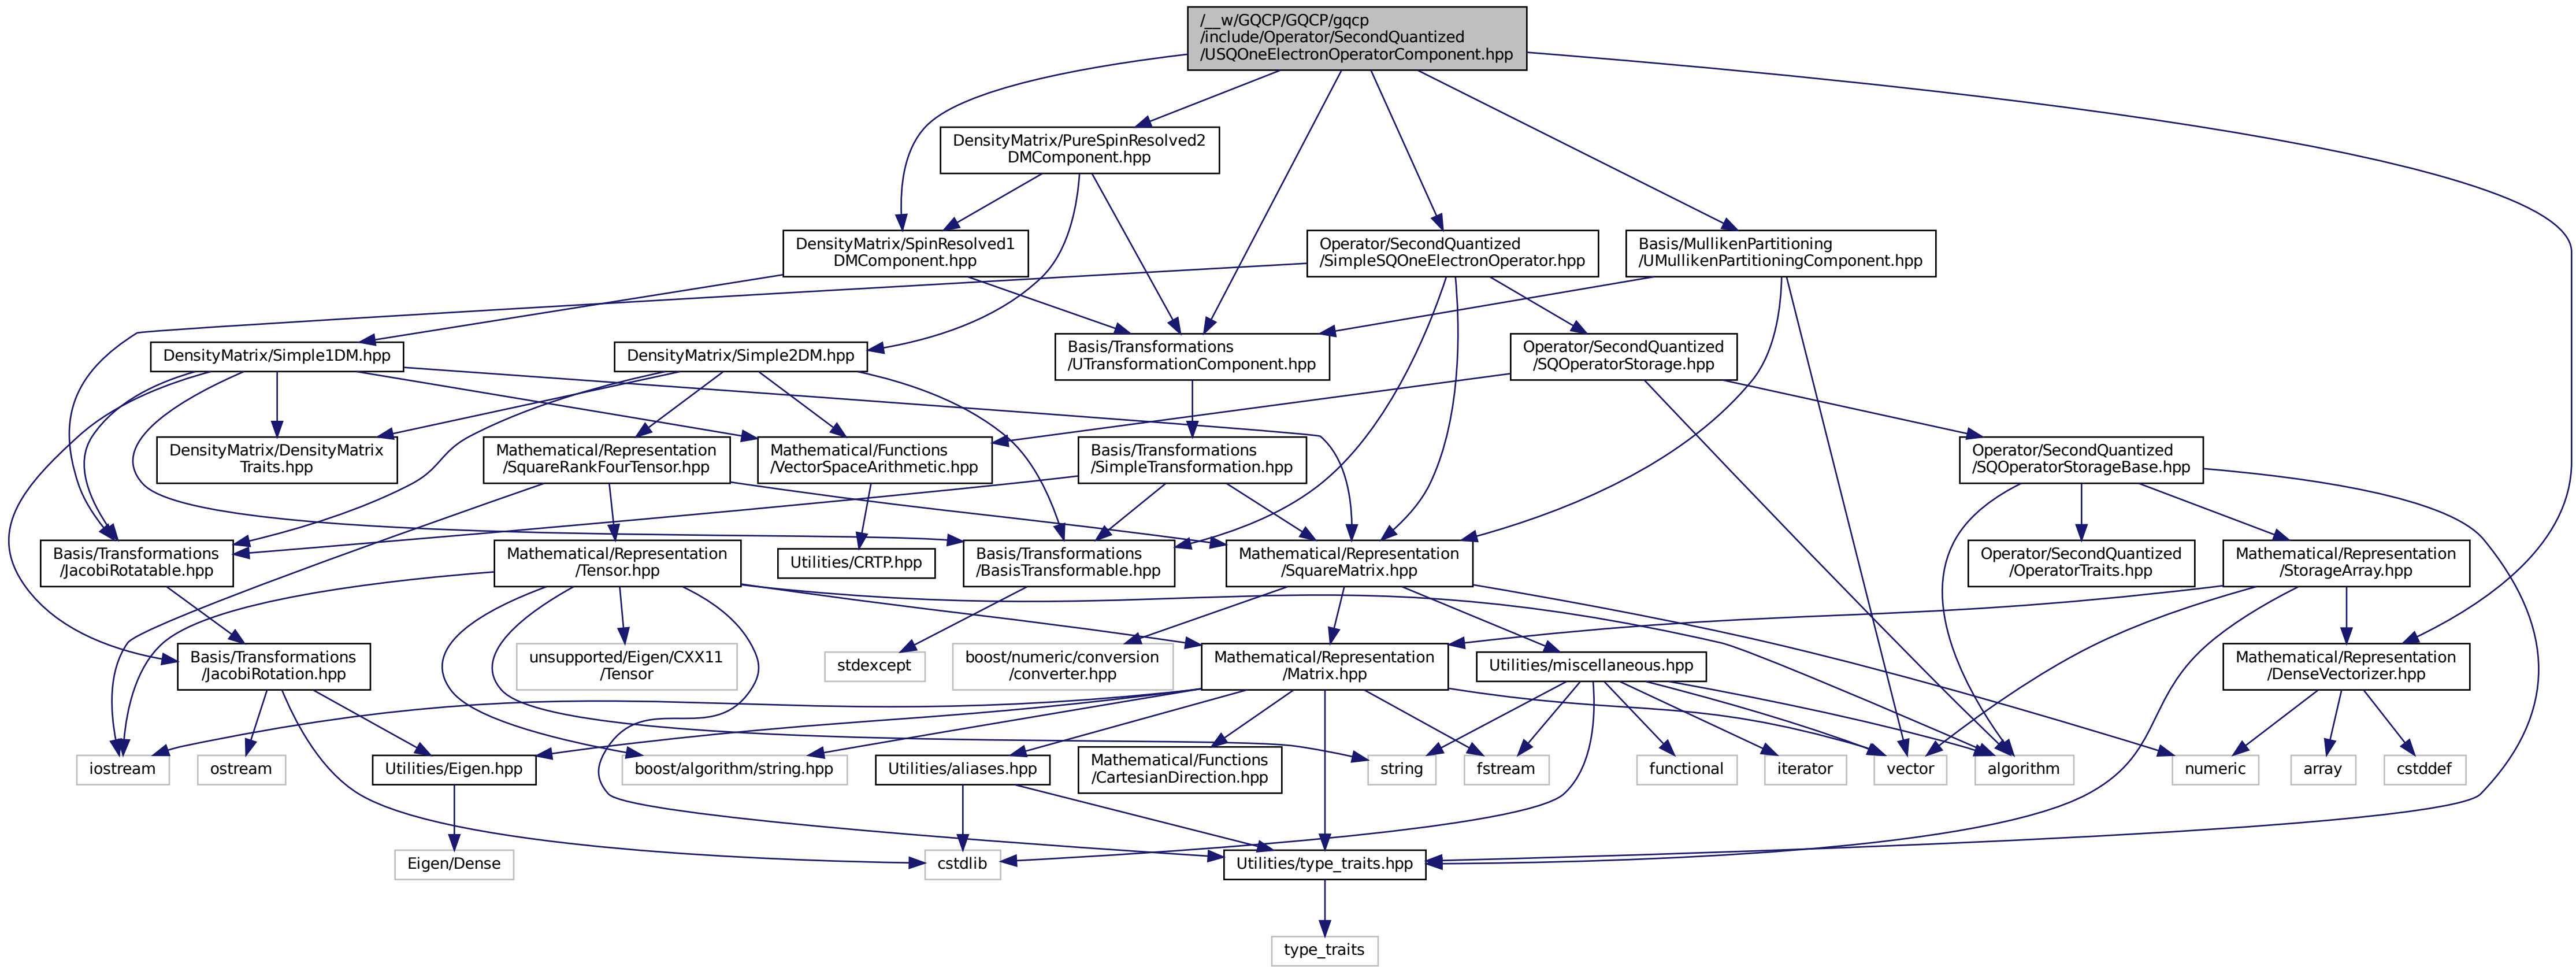 /__w/GQCP/GQCP/gqcp
/include/Operator/SecondQuantized
/USQOneElectronOperatorComponent.hpp
DensityMatrix/PureSpinResolved2
DMComponent.hpp
DensityMatrix/SpinResolved1
DMComponent.hpp
Operator/SecondQuantized
/SimpleSQOneElectronOperator.hpp
Basis/MullikenPartitioning
/UMullikenPartitioningComponent.hpp
DensityMatrix/Simple1DM.hpp
DensityMatrix/Simple2DM.hpp
Basis/Transformations
/UTransformationComponent.hpp
Operator/SecondQuantized
/SQOperatorStorage.hpp
DensityMatrix/DensityMatrix
Traits.hpp
Mathematical/Representation
/SquareRankFourTensor.hpp
Mathematical/Functions
/VectorSpaceArithmetic.hpp
Basis/Transformations
/SimpleTransformation.hpp
Operator/SecondQuantized
/SQOperatorStorageBase.hpp
Basis/Transformations
/JacobiRotatable.hpp
Mathematical/Representation
/Tensor.hpp
Utilities/CRTP.hpp
Basis/Transformations
/BasisTransformable.hpp
Mathematical/Representation
/SquareMatrix.hpp
Operator/SecondQuantized
/OperatorTraits.hpp
Mathematical/Representation
/StorageArray.hpp
Basis/Transformations
/JacobiRotation.hpp
unsupported/Eigen/CXX11
/Tensor
stdexcept
boost/numeric/conversion
/converter.hpp
Mathematical/Representation
/Matrix.hpp
Utilities/miscellaneous.hpp
Mathematical/Representation
/DenseVectorizer.hpp
iostream
ostream
Utilities/Eigen.hpp
boost/algorithm/string.hpp
Utilities/aliases.hpp
Mathematical/Functions
/CartesianDirection.hpp
string
fstream
functional
iterator
vector
algorithm
numeric
array
cstddef
Eigen/Dense
cstdlib
Utilities/type_traits.hpp
type_traits